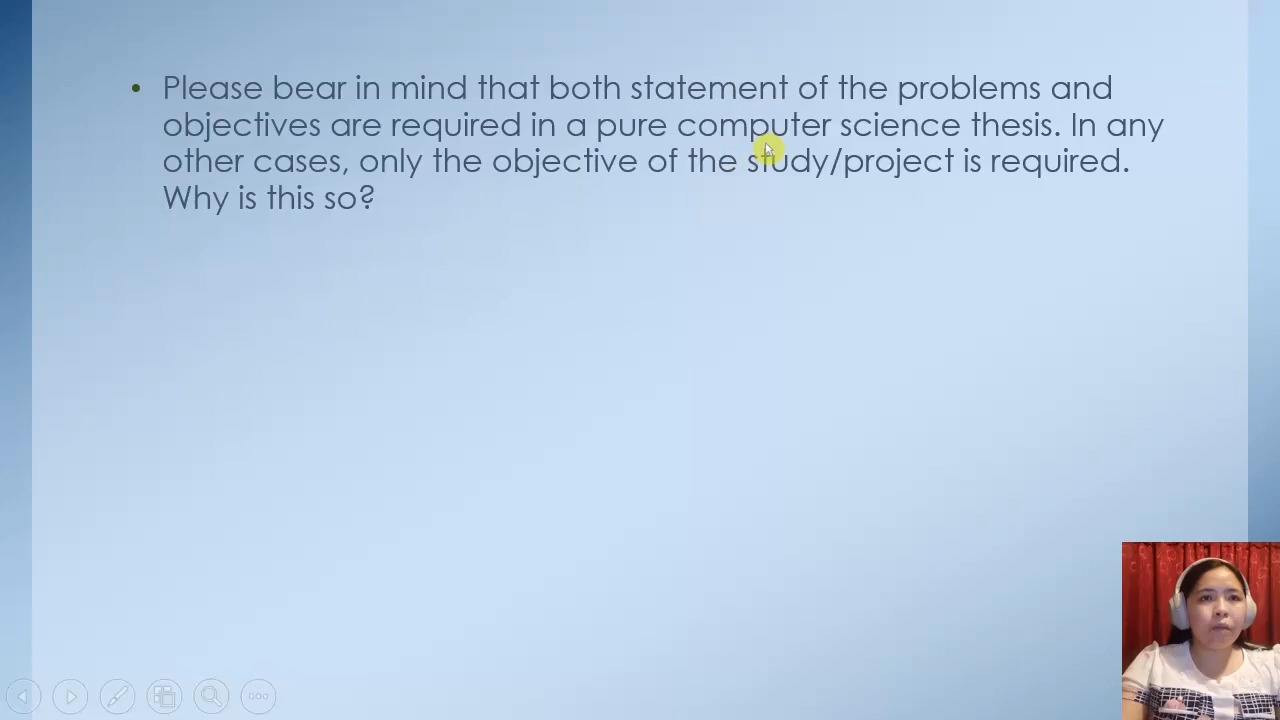 Please bear in mind that both statement of the problems and
objectives are required in a pure computer science thesis. In any
other cases, only the objective of the study/project is required.
Why is this so?